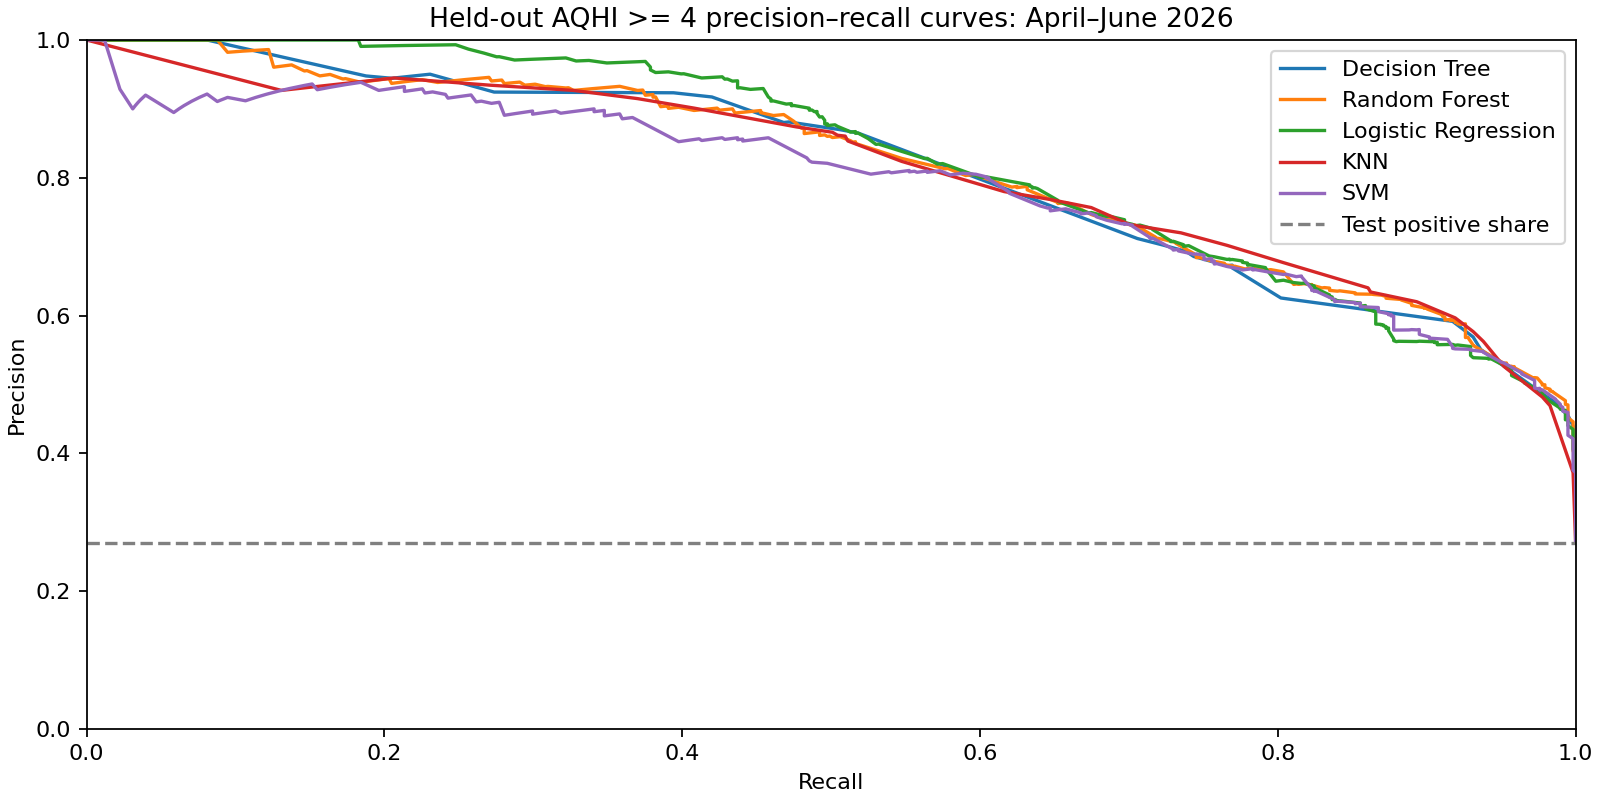 Held-out AQHI >= 4 precision–recall curves: April–June 2026
1.0
0.8
0.6
0.4
0.2
0.0
Precision
0.0 0.2 0.4 0.6 0.8 1.0
Recall
Decision Tree
Random Forest
Logistic Regression
KNN
SVM
Test positive share